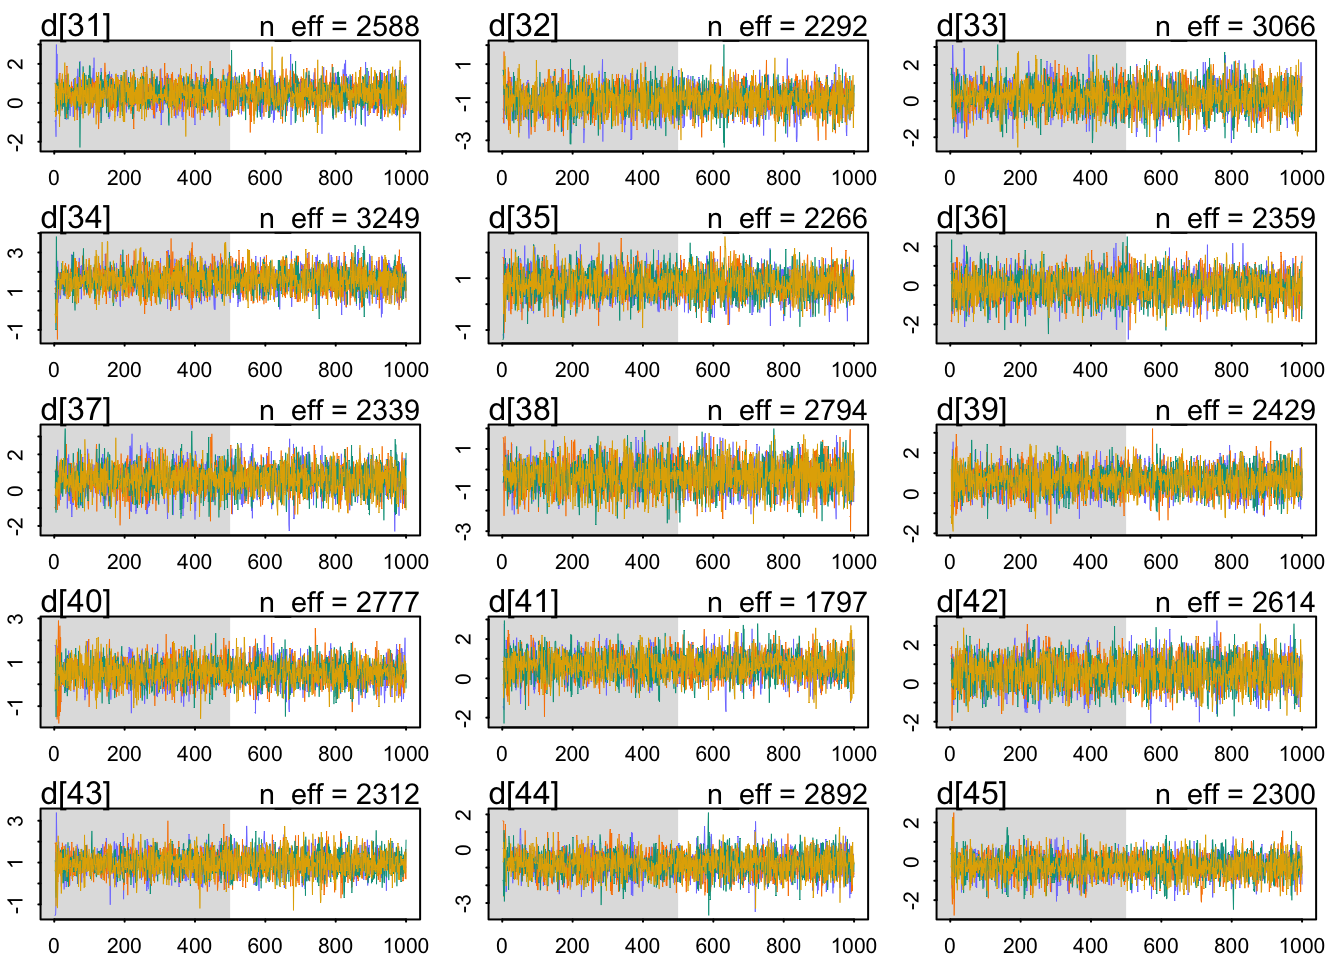 d[31] n_eff = 2588 d[32] n_eff = 2292 d[33] n_eff = 3066
2 0 -2 1 -1 -3 2 0 -2
0 200 400 600 800 1000 0 200 400 600 800 1000 0 200 400 600 800 1000
d[34] n_eff = 3249 d[35] n_eff = 2266 d[36] n_eff = 2359
3 1 -1 1 -1 2 0 -2
0 200 400 600 800 1000 0 200 400 600 800 1000 0 200 400 600 800 1000
d[37] n_eff = 2339 d[38] n_eff = 2794 d[39] n_eff = 2429
2 0 -2 1 -1 -3 2 0 -2
0 200 400 600 800 1000 0 200 400 600 800 1000 0 200 400 600 800 1000
d[40] n_eff = 2777 d[41] n_eff = 1797 d[42] n_eff = 2614
3 1 -1 2 0 -2 2 0 -2
0 200 400 600 800 1000 0 200 400 600 800 1000 0 200 400 600 800 1000
d[43] n_eff = 2312 d[44] n_eff = 2892 d[45] n_eff = 2300
3 1 -1 2 0 -3 2 0 -2
0 200 400 600 800 1000 0 200 400 600 800 1000 0 200 400 600 800 1000